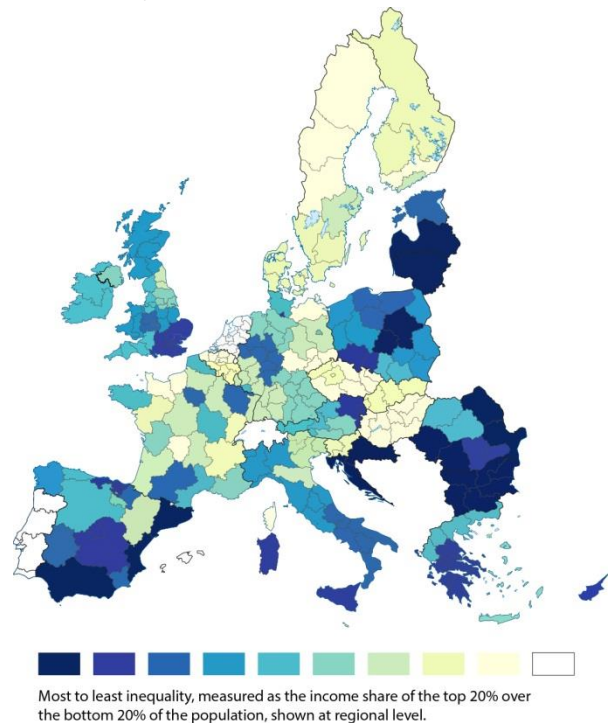 Most to least inequality, measured as the income share of the top 20% over
the bottom 20% of the population, shown at regional level.